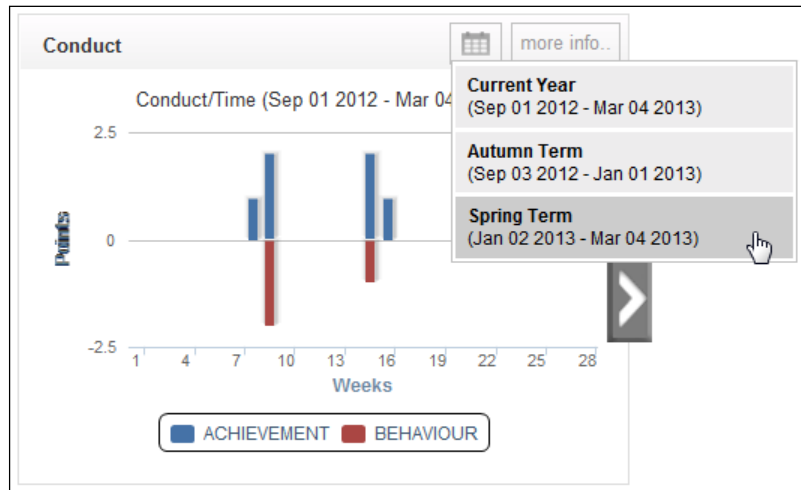 Conduct
more info..
Current Year
(Sep 01 2012 - Mar 04 2013)
Autumn Term
(Sep 03 2012 - Jan 01 2013)
Spring Term
(Jan 02 2013 - Mar 04 2013)
Conduct/Time (Sep 01 2012 - Mar 04
2.5
0
-2.5
Points
1 4 7 10 13 16 19 22 25 28
Weeks
ACHIEVEMENT BEHAVIOUR